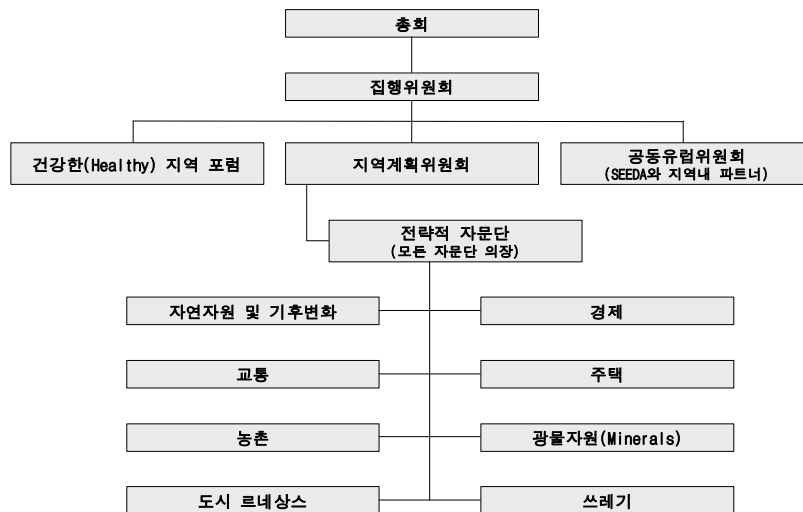 총회
집행위원회
건강한(Healthy) 지역 포럼
지역계획위원회
공동유럽위원회
(SEEDA와 지역내 파트너)
전략적 자문단
(모든 자문단 의장)
자연자원 및 기후변화
경제
교통
주택
농촌
광물자원(Minerals)
도시 르네상스
쓰레기